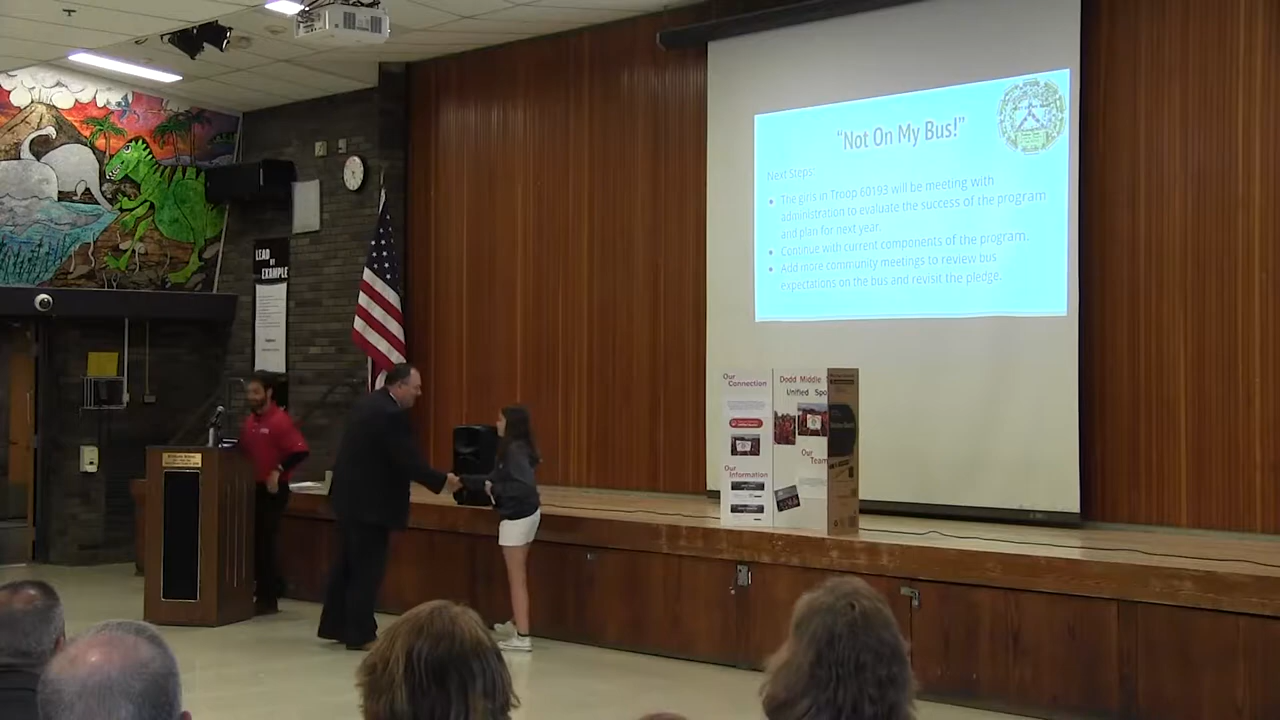 "Not On My Bus!"
Next Steps:
• The girls in Troop 60193 will be meeting with
administration to evaluate the success of the program
and plan for next year.
• Continue with current components of the program.
• Add more community meetings to review bus
expectations on the bus and revisit the pledge.
LEAD
BY
EXAMPLE
Our
Connection
Our
Information
Dodd Middle
Unified Spo
Our
Team